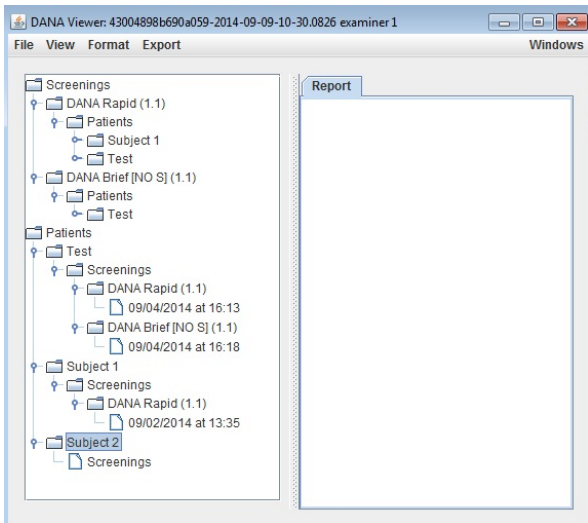 DANA Viewer: 43004898b690a059-2014-09-09-10-30.0826 examiner 1
File View Format Export Windows
Screenings
DANA Rapid (1.1)
Patients
Subject 1
Test
DANA Brief [NO S] (1.1)
Patients
Test
Patients
Test
Screenings
DANA Rapid (1.1)
09/04/2014 at 16:13
DANA Brief [NO S] (1.1)
09/04/2014 at 16:18
Subject 1
Screenings
DANA Rapid (1.1)
09/02/2014 at 13:35
Subject 2
Screenings
Report